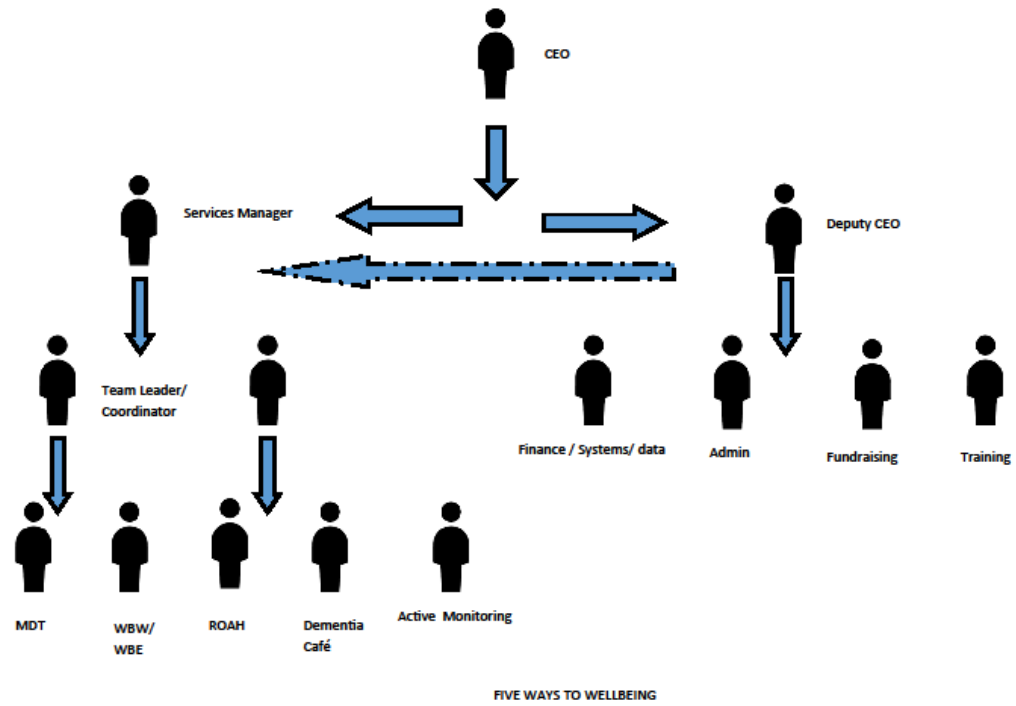 CEO
Services Manager
Deputy CEO
Team Leader/
Coordinator
Finance / Systems/ data
Admin
Fundraising
Training
MDT
WBW/
WBE
ROAH
Dementia
Café
Active  Monitoring
FIVE WAYS TO WELLBEING